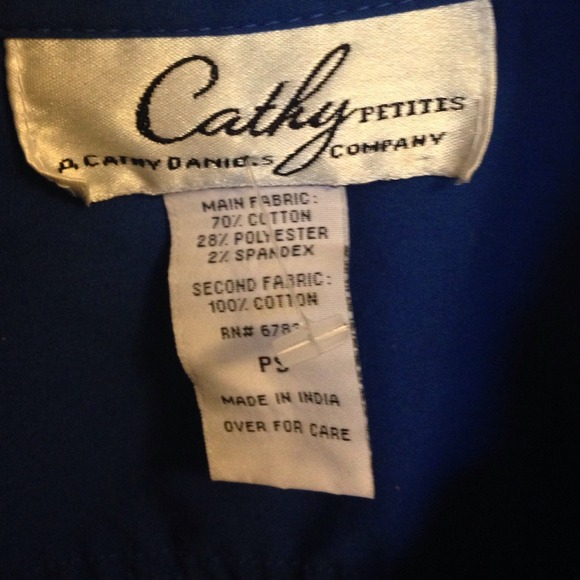 Cathy PETITES
A CATHY DANIELS COMPANY
MAIN FABRIC:
70% COTTON
28% POLYESTER
2% SPANDEX
SECOND FABRIC:
100% COTTON
RN#
PS
MADE IN INDIA
OVER FOR CARE